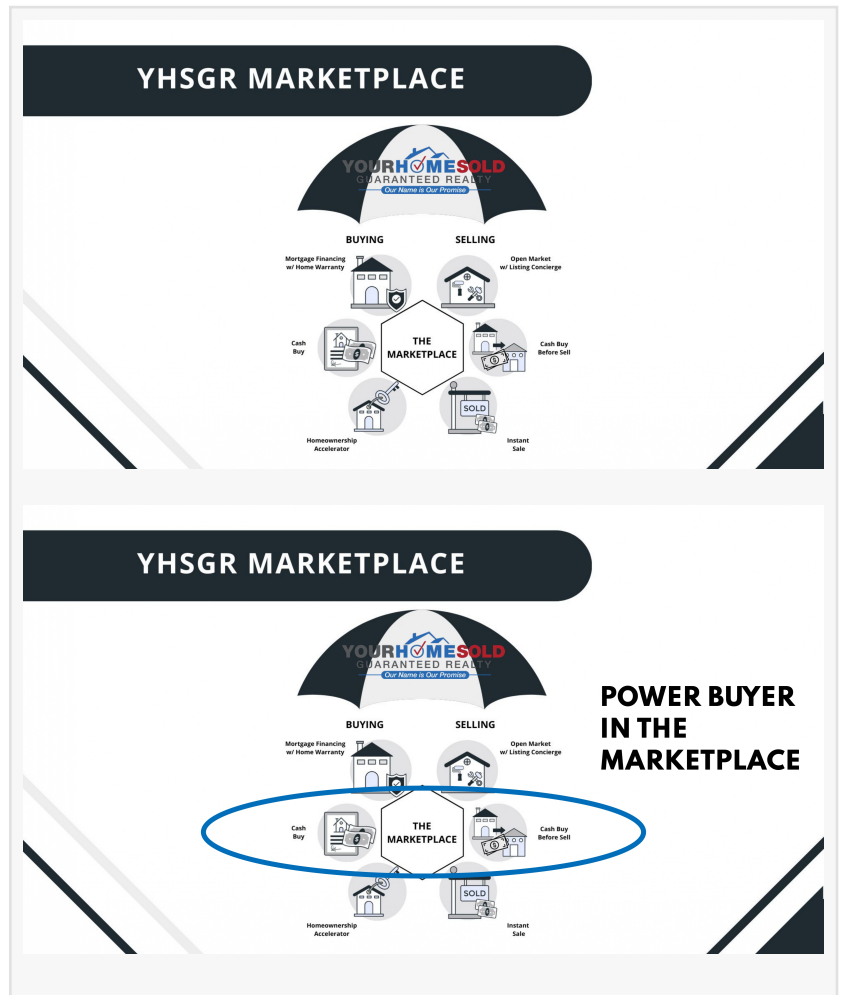 YHSGR MARKETPLACE
YOURHOMESOLD
GUARANTEED REALTY
Our Name is Our Promise
BUYING
SELLING
Mortgage Financing
w/ Home Warranty
Open Market
w/ Listing Concierge
Cash
Buy
THE
MARKETPLACE
Cash Buy
Before Sell
SOLD
Homeownership
Accelerator
Instant
Sale
YHSGR MARKETPLACE
YOURHOMESOLD
GUARANTEED REALTY
Our Name is Our Promise
POWER BUYER
IN THE
MARKETPLACE
BUYING
SELLING
Mortgage Financing
w/ Home Warranty
Open Market
w/ Listing Concierge
Cash
Buy
THE
MARKETPLACE
Cash Buy
Before Sell
SOLD
Homeownership
Accelerator
Instant
Sale